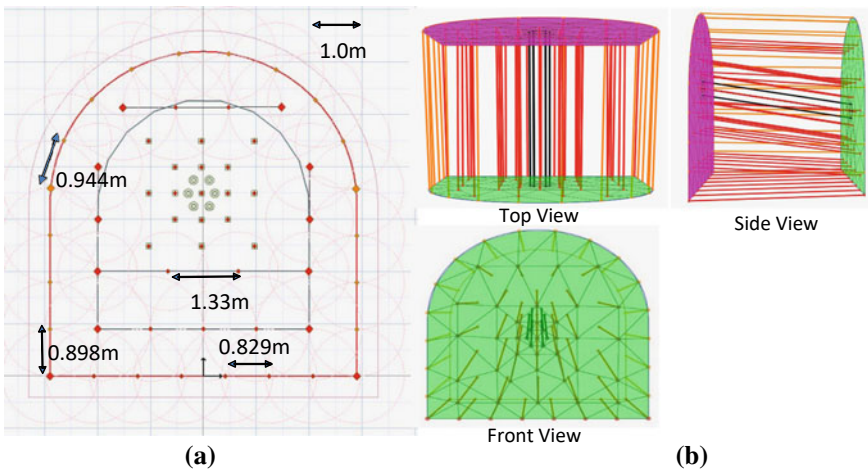 1.0m
0.944m
1.33m
0.898m
0.829m
(a)
Top View
Side View
Front View
(b)